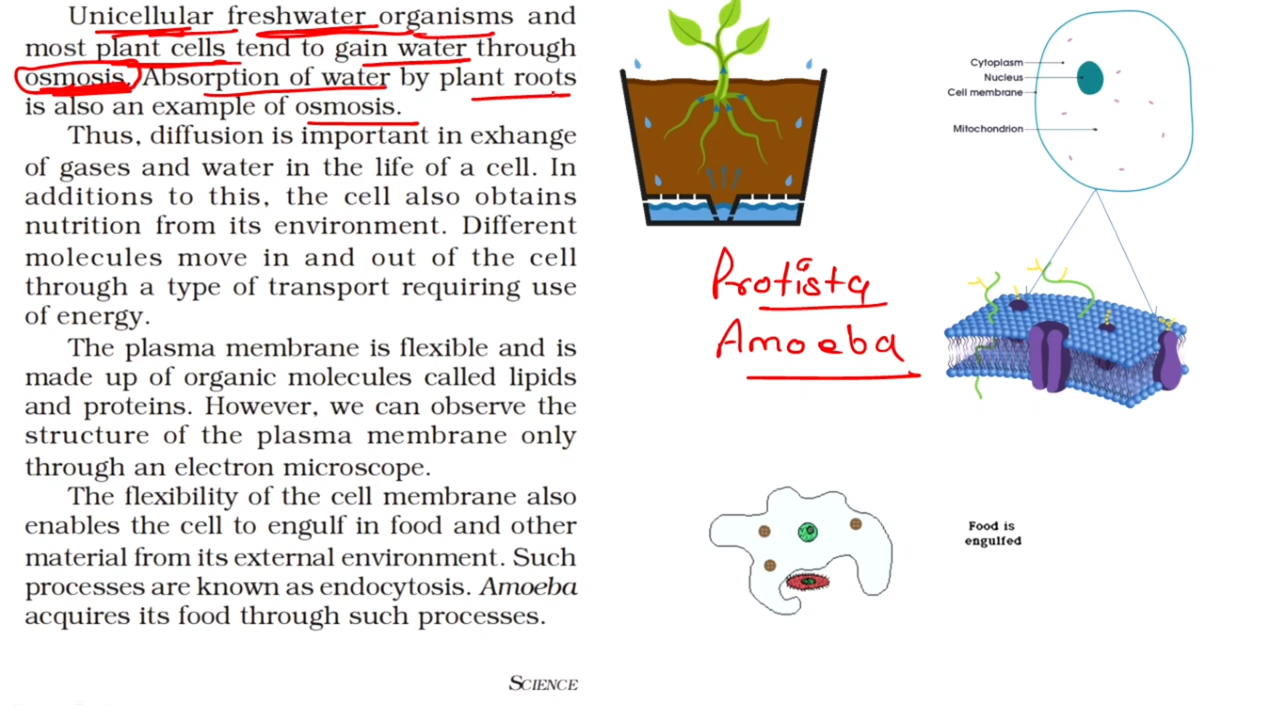 Unicellular freshwater organisms and
most plant cells tend to gain water through
osmosis. Absorption of water by plant roots
is also an example of osmosis.
Thus, diffusion is important in exhange
of gases and water in the life of a cell. In
additions to this, the cell also obtains
nutrition from its environment. Different
molecules move in and out of the cell
through a type of transport requiring use
of energy.
The plasma membrane is flexible and is
made up of organic molecules called lipids
and proteins. However, we can observe the
structure of the plasma membrane only
through an electron microscope.
The flexibility of the cell membrane also
enables the cell to engulf in food and other
material from its external environment. Such
processes are known as endocytosis. Amoeba
acquires its food through such processes.
SCIENCE
Cytoplasm
Nucleus
Cell membrane
Mitochondrion
Protista
Amoeba
Food is
engulfed